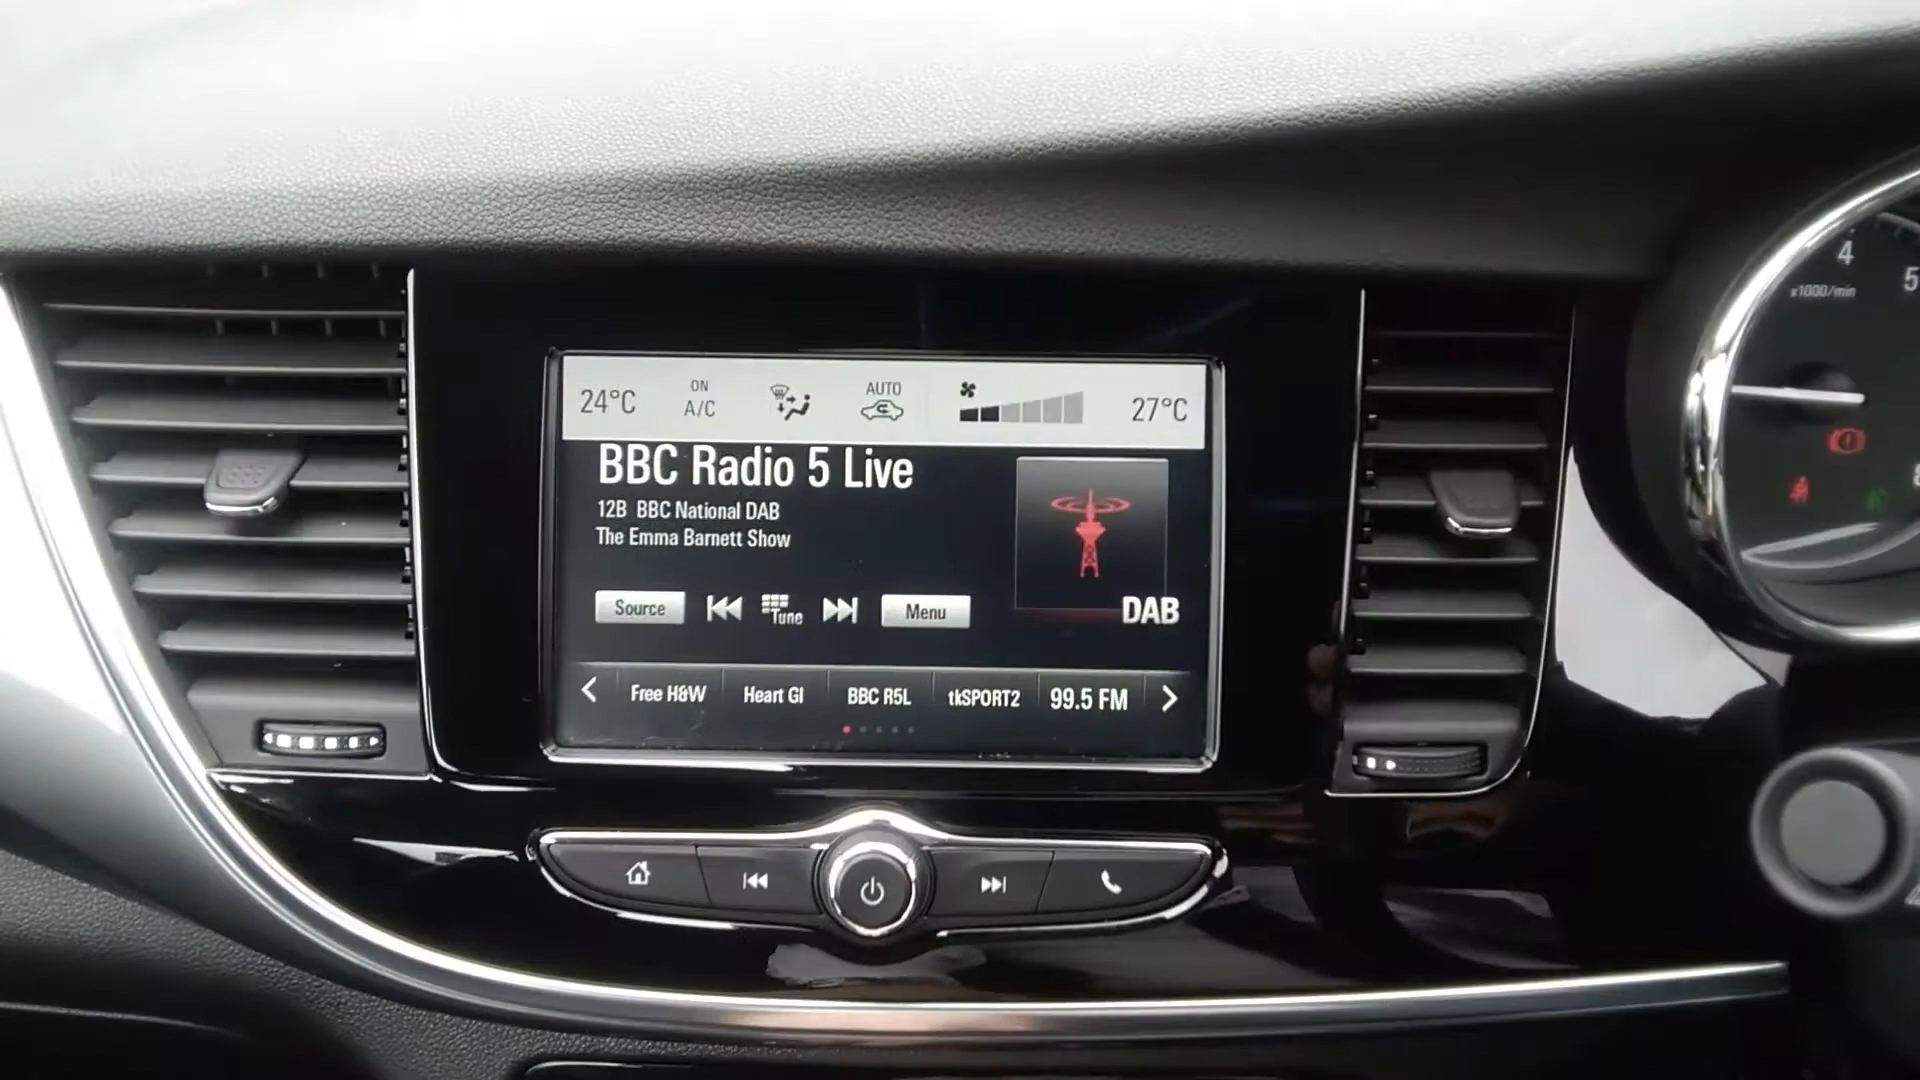 24°C
ON
A/C
AUTO
27°C
BBC Radio 5 Live
12B BBC National DAB
The Emma Barnett Show
Source
Tune
Menu
DAB
Free H&W
Heart Gl
BBC R5L
tkSPORT2
99.5 FM
4
5
x1000/min
8